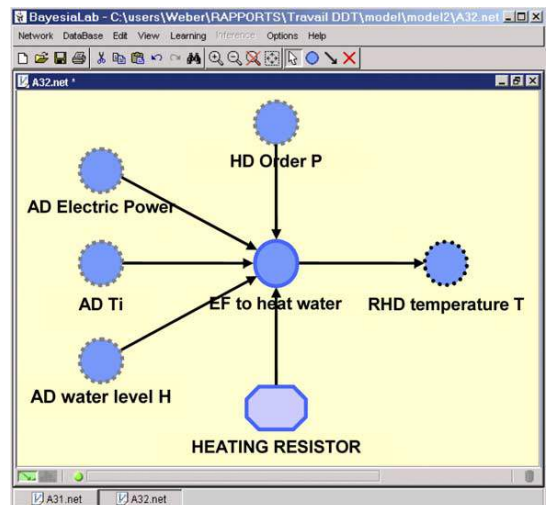 BayesiaLab - C:\users\Weber\RAPPORTS\Travail DDT\model\model2\A32.net
Network DataBase Edit View Learning Inference Options Help
A32.net *
HD Order P
AD Electric Power
AD Ti
EF to heat water
RHD temperature T
AD water level H
HEATING RESISTOR
A31.net A32.net